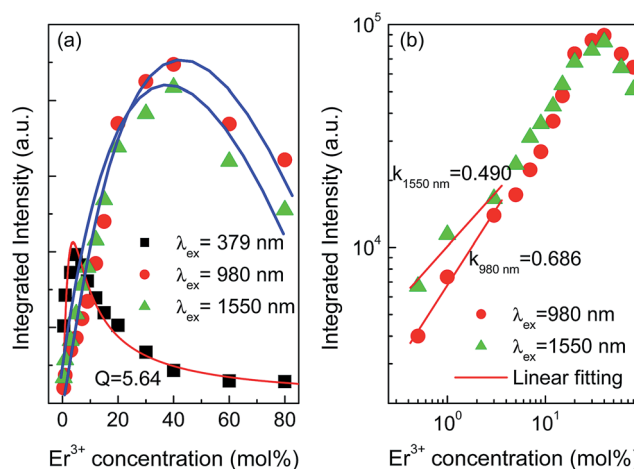 (a)
Integrated Intensity (a.u.)
λex= 379 nm
λex= 980 nm
λex= 1550 nm
Q=5.64
0 20 40 60 80
Er3+ concentration (mol%)
(b)
Integrated Intensity (a.u.)
10^5
10^4
k1550 nm=0.490
k980 nm=0.686
λex=980 nm
λex=1550 nm
Linear fitting
10^0 10^1
Er3+ concentration (mol%)